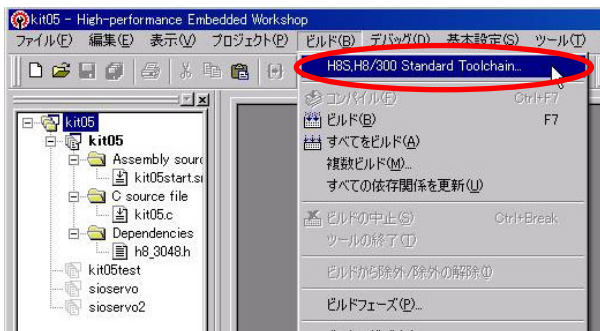 kit05 - High-performance Embedded Workshop
ファイル(F) 編集(E) 表示(V) プロジェクト(P) ビルド(B) デバッグ(D) 基本設定(S) ツール(T)
H8S,H8/300 Standard Toolchain...
コンパイル(F) Ctrl+F7
ビルド(B) F7
すべてをビルド(A)
複数ビルド(M)...
すべての依存関係を更新(U)
ビルドの中止(S) Ctrl+Break
ツールの終了(T)
ビルドから除外/除外の解除(I)
ビルドフェーズ(P)...
kit05
kit05
Assembly sour
kit05start.s
C source file
kit05.c
Dependencies
h8_3048.h
kit05test
sioservo
sioservo2